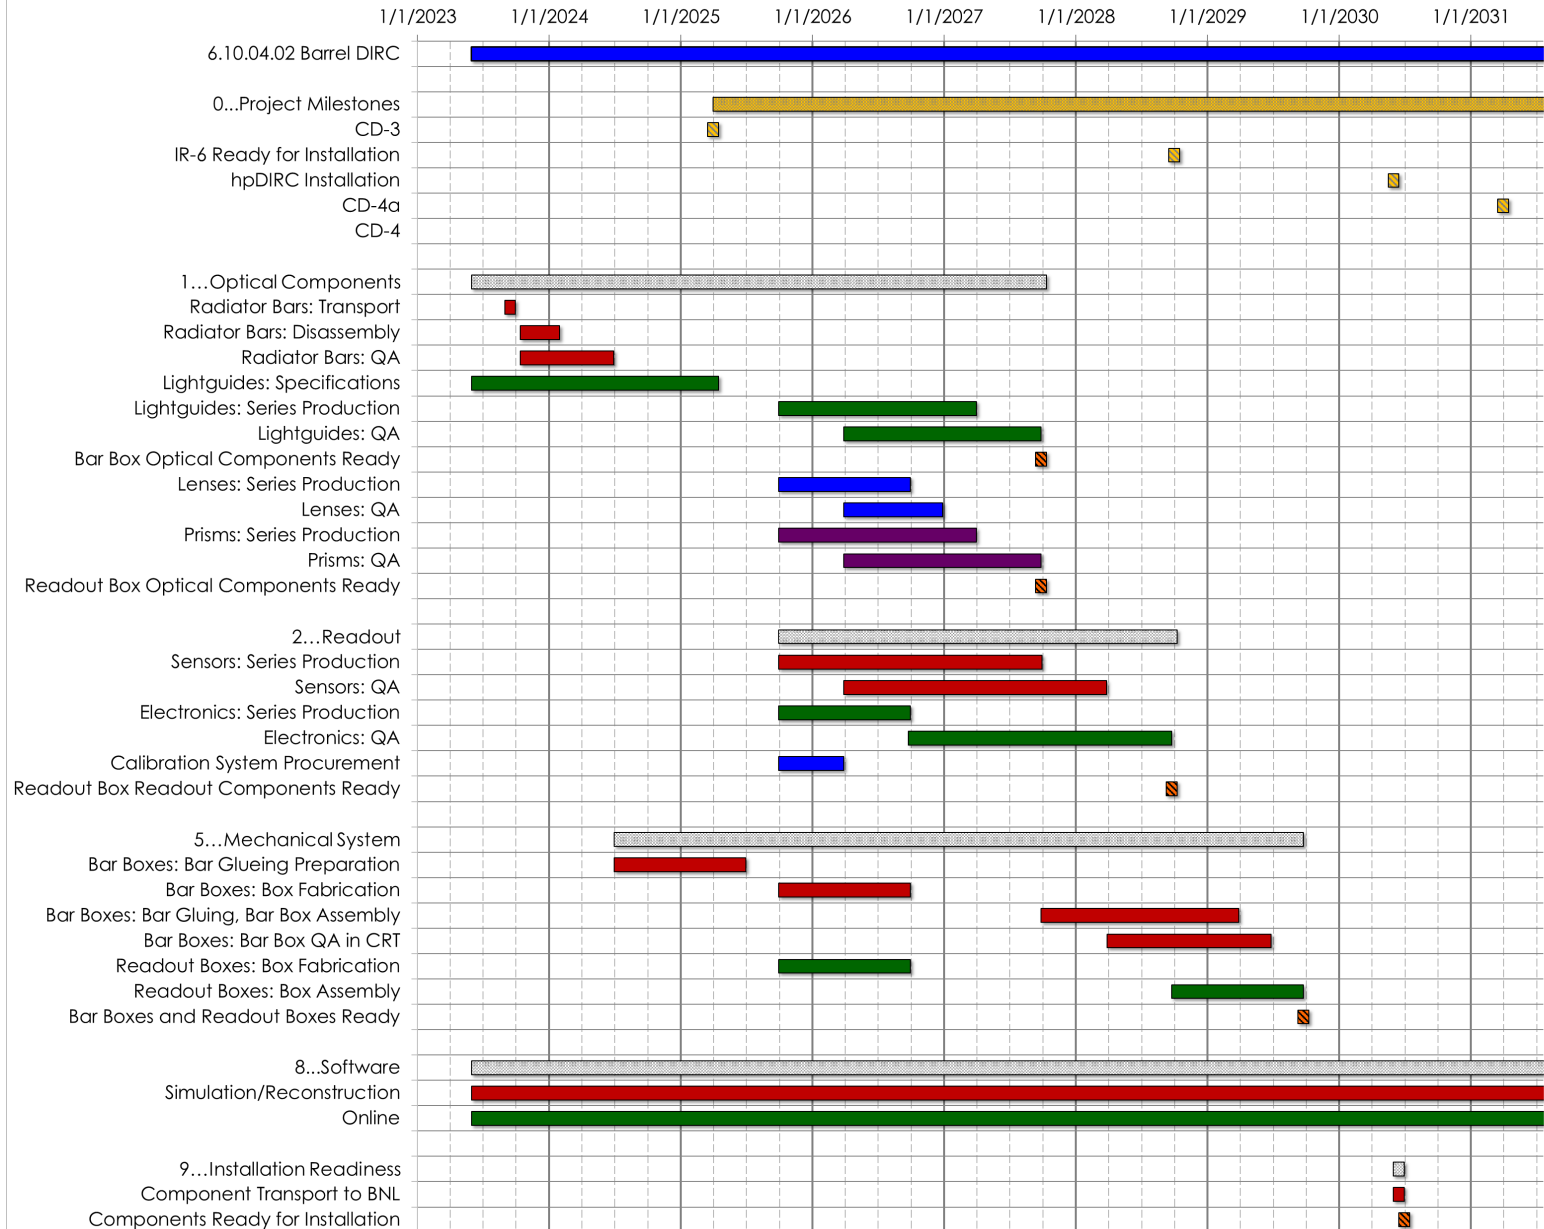 1/1/2023 1/1/2024 1/1/2025 1/1/2026 1/1/2027 1/1/2028 1/1/2029 1/1/2030 1/1/2031
6.10.04.02 Barrel DIRC
0...Project Milestones
CD-3
IR-6 Ready for Installation
hpDIRC Installation
CD-4a
CD-4
1...Optical Components
Radiator Bars: Transport
Radiator Bars: Disassembly
Radiator Bars: QA
Lightguides: Specifications
Lightguides: Series Production
Lightguides: QA
Bar Box Optical Components Ready
Lenses: Series Production
Lenses: QA
Prisms: Series Production
Prisms: QA
Readout Box Optical Components Ready
2...Readout
Sensors: Series Production
Sensors: QA
Electronics: Series Production
Electronics: QA
Calibration System Procurement
Readout Box Readout Components Ready
5...Mechanical System
Bar Boxes: Bar Glueing Preparation
Bar Boxes: Box Fabrication
Bar Boxes: Bar Gluing, Bar Box Assembly
Bar Boxes: Bar Box QA in CRT
Readout Boxes: Box Fabrication
Readout Boxes: Box Assembly
Bar Boxes and Readout Boxes Ready
8...Software
Simulation/Reconstruction
Online
9...Installation Readiness
Component Transport to BNL
Components Ready for Installation